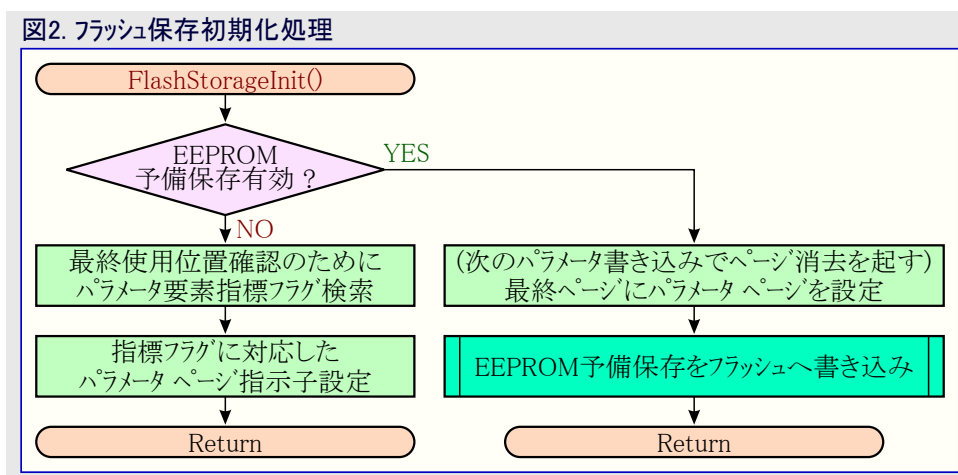 図2. フラッシュ保存初期化処理
FlashStorageInit()
EEPROM
予備保存有効？
YES
NO
最終使用位置確認のために
パラメータ要素指標フラグ検索
指標フラグに対応した
パラメータ ページ指示子設定
Return
(次のパラメータ書き込みでページ消去を起す)
最終ページにパラメータ ページを設定
EEPROM予備保存をフラッシュへ書き込み
Return